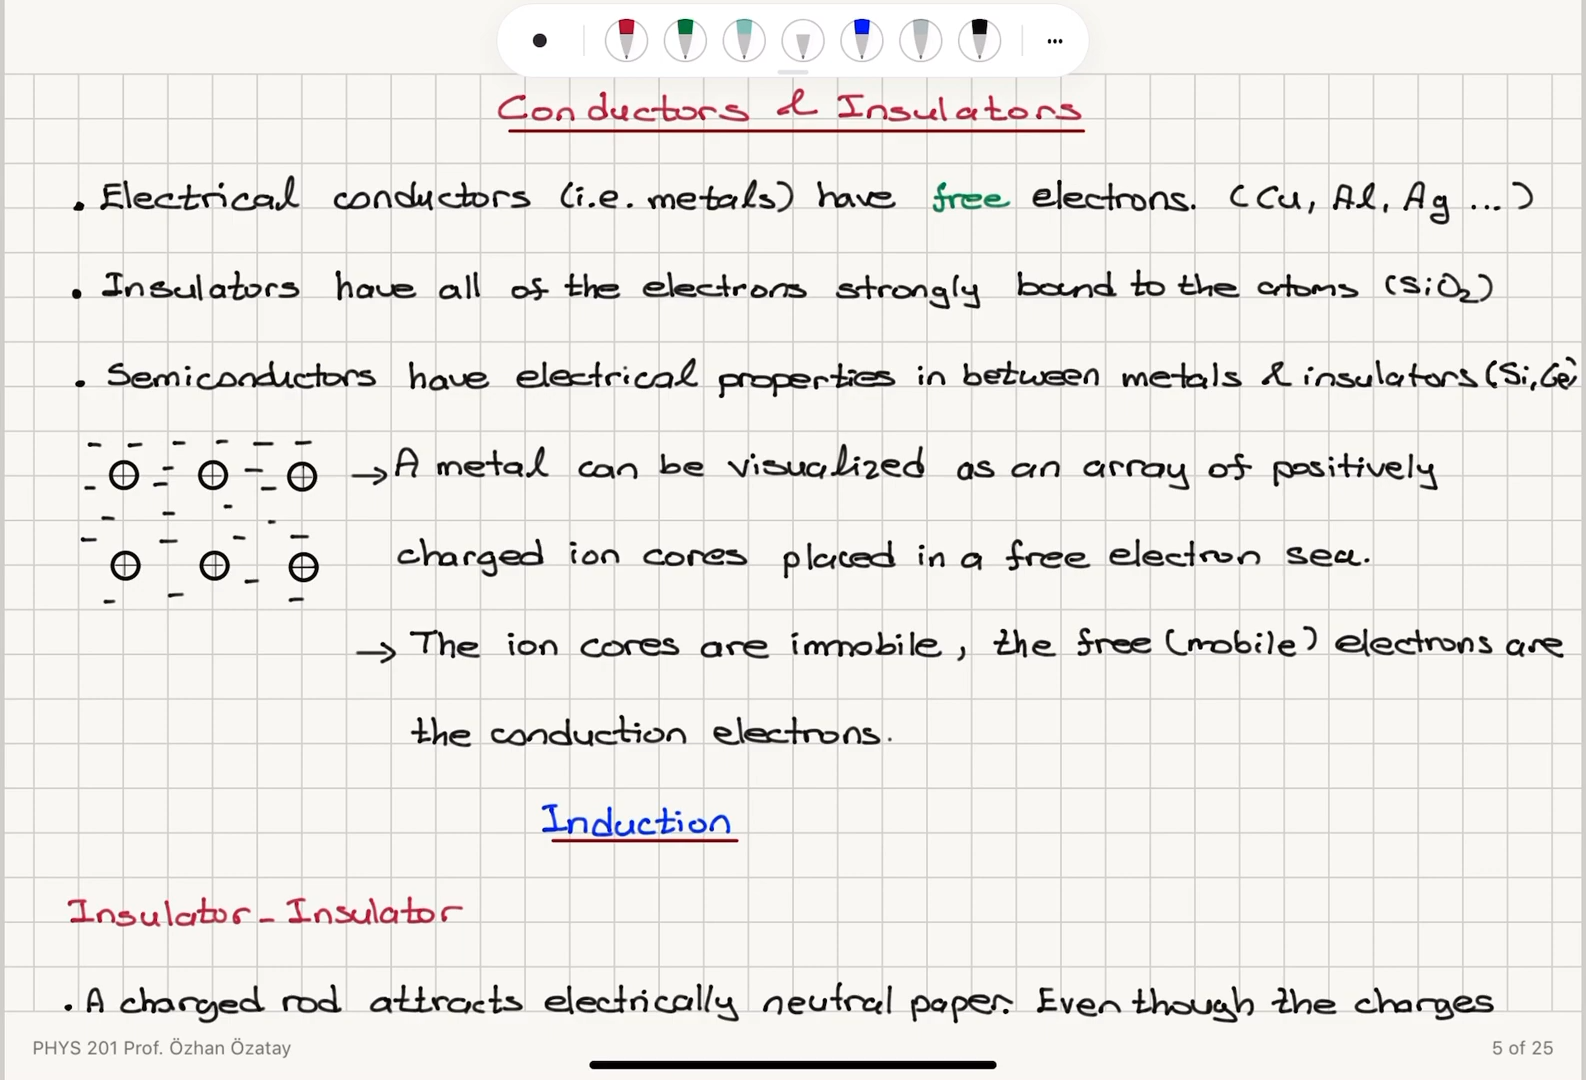 Conductors & Insulators
. Electrical conductors (i.e. metals) have free electrons. (Cu, Al, Ag ...)
. Insulators have all of the electrons strongly bound to the atoms (SiO2)
. Semiconductors have electrical properties in between metals & insulators (Si, Ge)
→ A metal can be visualized as an array of positively
charged ion cores placed in a free electron sea.
→ The ion cores are immobile, the free (mobile) electrons are
the conduction electrons.
Induction
Insulator - Insulator
. A charged rod attracts electrically neutral paper. Even though the charges
PHYS 201 Prof. Özhan Özatay
5 of 25